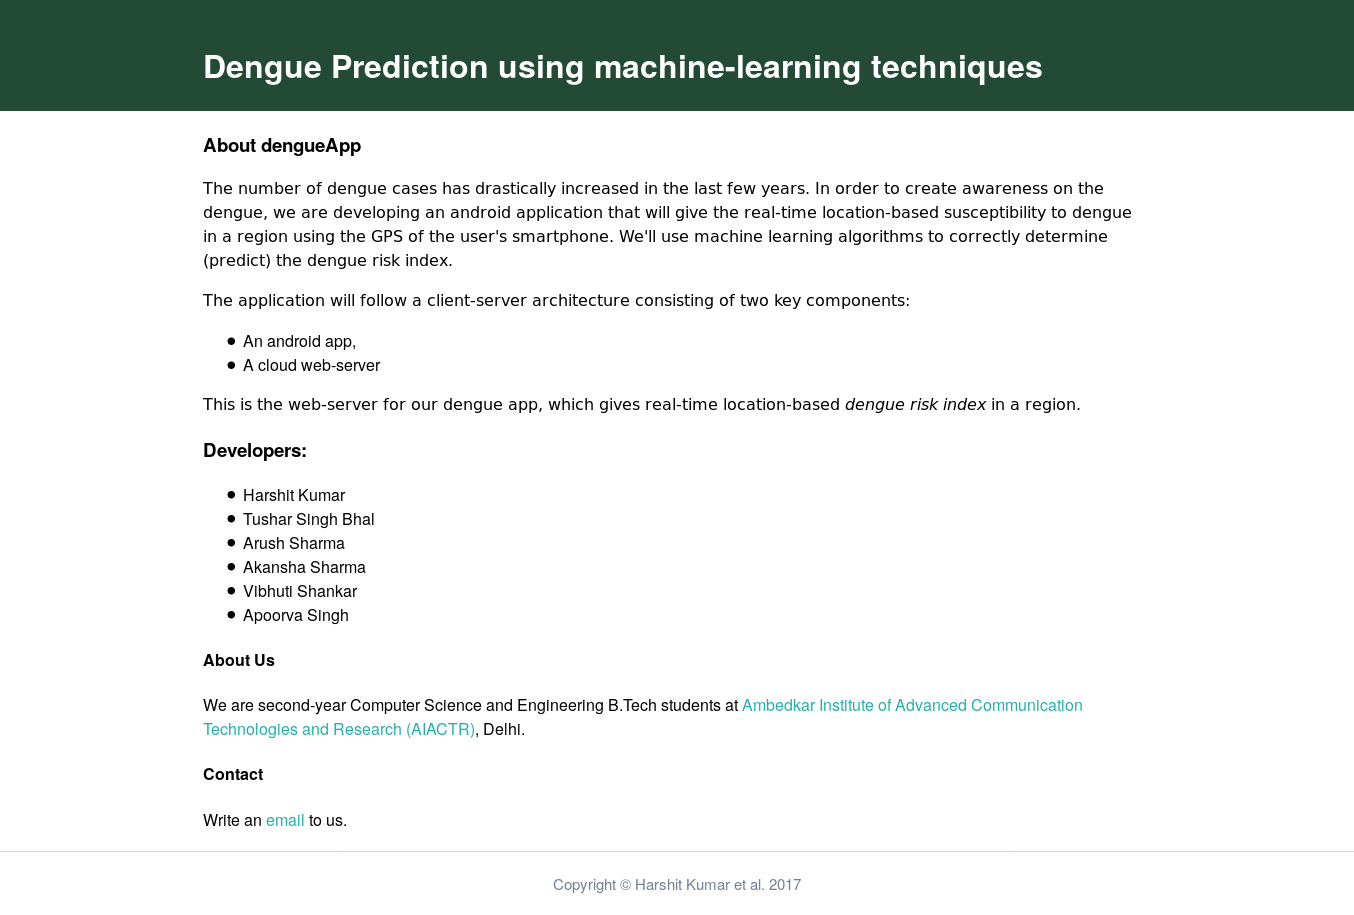 Dengue Prediction using machine-learning techniques
About dengueApp
The number of dengue cases has drastically increased in the last few years. In order to create awareness on the
dengue, we are developing an android application that will give the real-time location-based susceptibility to dengue
in a region using the GPS of the user's smartphone. We'll use machine learning algorithms to correctly determine
(predict) the dengue risk index.
The application will follow a client-server architecture consisting of two key components:
● An android app,
● A cloud web-server
This is the web-server for our dengue app, which gives real-time location-based dengue risk index in a region.
Developers:
● Harshit Kumar
● Tushar Singh Bhal
● Arush Sharma
● Akansha Sharma
● Vibhuti Shankar
● Apoorva Singh
About Us
We are second-year Computer Science and Engineering B.Tech students at Ambedkar Institute of Advanced Communication
Technologies and Research (AIACTR), Delhi.
Contact
Write an email to us.
Copyright © Harshit Kumar et al. 2017